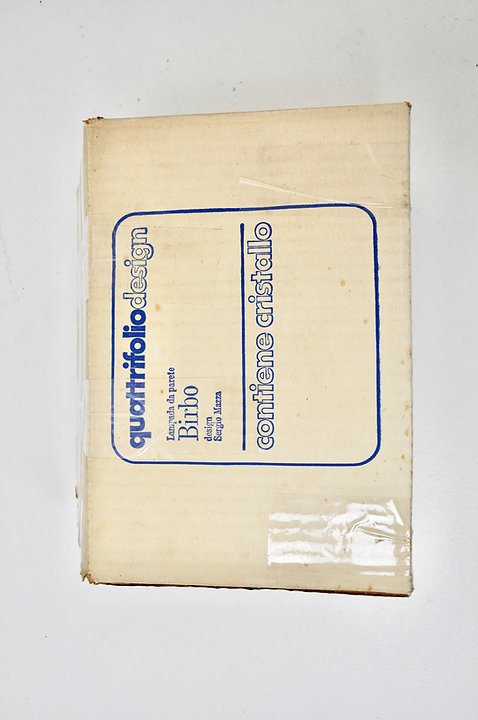 quattrifoliodesign
Lampada da parete
Birbo
design
Sergio Mazza
contiene cristallo